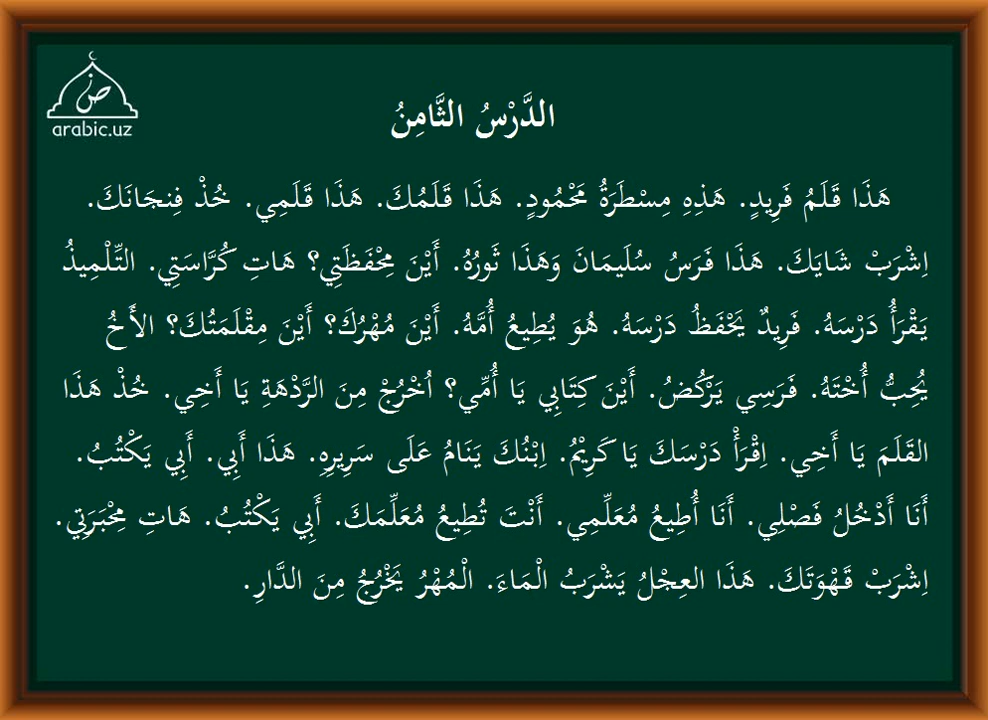 ض
arabic.uz
الدَّرْسُ الثَّامِنُ
هَذَا قَلَمُ فَرِيدٍ. هَذِهِ مِسْطَرَةُ مَحْمُودٍ. هَذَا قَلَمُكَ. هَذَا قَلَمِي. خُذْ فِنجَانَكَ.
اِشْرَبْ شَايَكَ. هَذَا فَرَسُ سُلَيمَانَ وَهَذَا ثَورُهُ. أَيْنَ مِحْفَظَتِي؟ هَاتِ كُرَّاسَتِي. التِّلْمِيذُ
يَقْرَأُ دَرْسَهُ. فَرِيدٌ يَحْفَظُ دَرْسَهُ. هُوَ يُطِيعُ أُمَّهُ. أَيْنَ مُهْرُكَ؟ أَيْنَ مِقْلَمَتُكَ؟ الأَخُ
يُحِبُّ أُخْتَهُ. فَرَسِي يَرْكُضُ. أَيْنَ كِتَابِي يَا أُمِّي؟ اُخْرُجْ مِنَ الرَّدْهَةِ يَا أَخِي. خُذْ هَذَا
القَلَمَ يَا أَخِي. اِقْرَأْ دَرْسَكَ يَا كَرِيْمُ. اِبْنُكَ يَنَامُ عَلَى سَرِيرِهِ. هَذَا أَبِي. أَبِي يَكْتُبُ.
أَنَا أَدْخُلُ فَصْلِي. أَنَا أُطِيعُ مُعَلِّمِي. أَنْتَ تُطِيعُ مُعَلِّمَكَ. أَبِي يَكْتُبُ. هَاتِ مِحْبَرَتِي.
اِشْرَبْ قَهْوَتَكَ. هَذَا العِجْلُ يَشْرَبُ الْمَاءَ. الْمُهْرُ يَخْرُجُ مِنَ الدَّارِ.